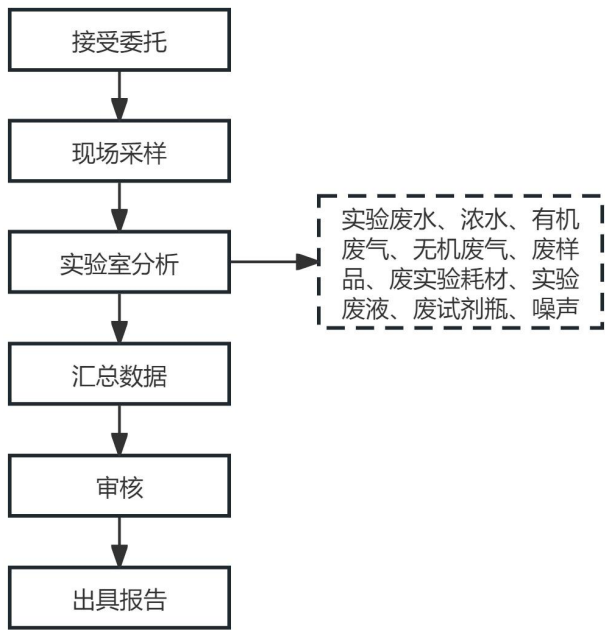 接受委托
现场采样
实验室分析
实验废水、浓水、有机
废气、无机废气、废样
品、废实验耗材、实验
废液、废试剂瓶、噪声
汇总数据
审核
出具报告